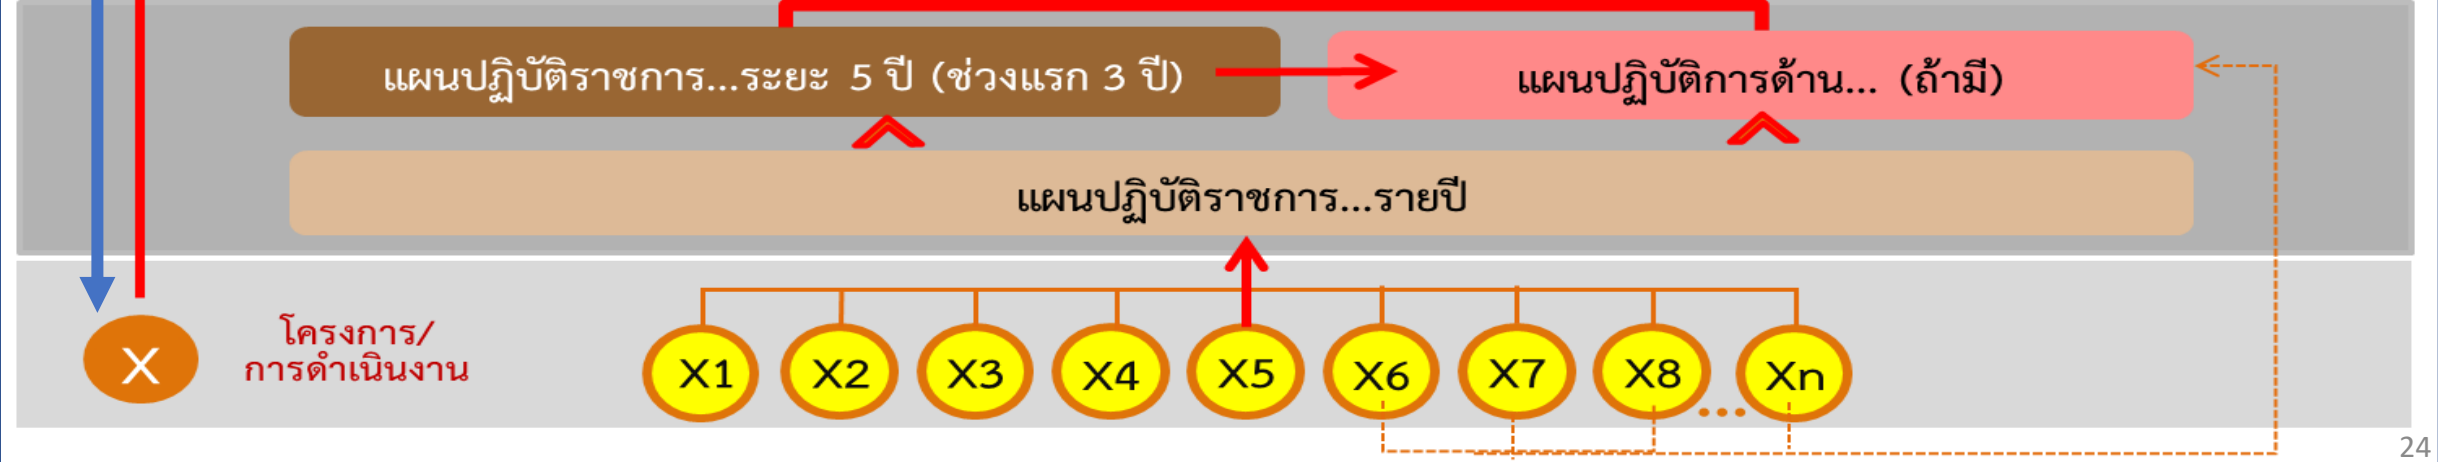 แผนปฏิบัติราชการ...ระยะ 5 ปี (ช่วงแรก 3 ปี)
แผนปฏิบัติการด้าน... (ถ้ามี)
แผนปฏิบัติราชการ...รายปี
X
โครงการ/
การดำเนินงาน
X1 X2 X3 X4 X5 X6 X7 X8 ... Xn
24